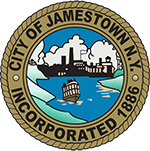 CITY OF JAMESTOWN N.Y.
INCORPORATED 1886